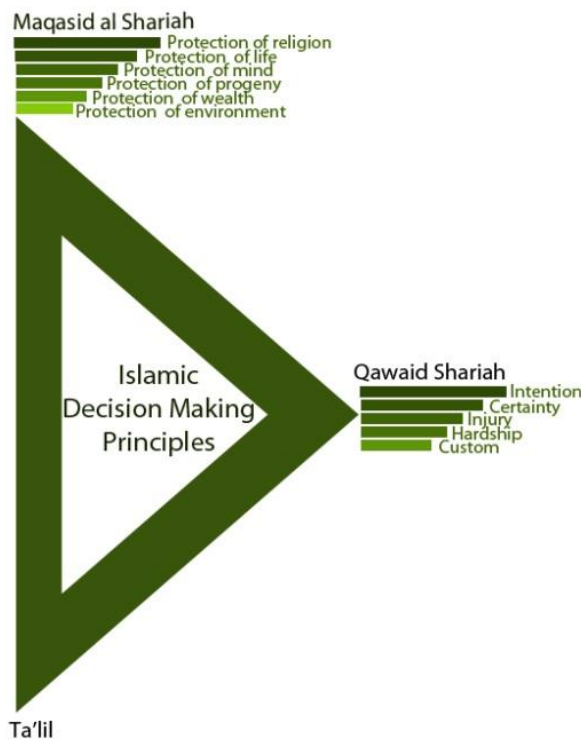 Maqasid al Shariah
Protection of religion
Protection of life
Protection of mind
Protection of progeny
Protection of wealth
Protection of environment
Islamic
Decision Making
Principles
Qawaid Shariah
Intention
Certainty
Injury
Hardship
Custom
Ta'lil